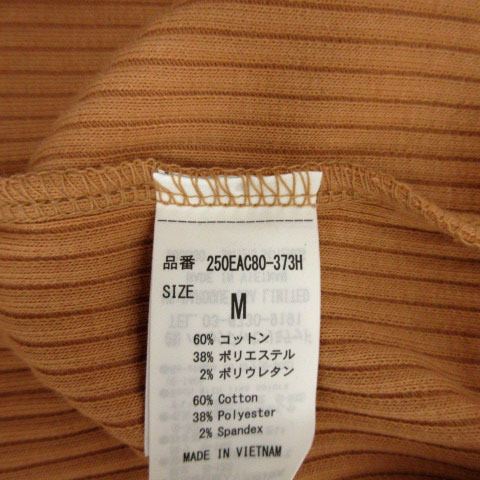 品番 250EAC80-373H
SIZE
M
60% コットン
38% ポリエステル
2% ポリウレタン
60% Cotton
38% Polyester
2% Spandex
MADE IN VIETNAM